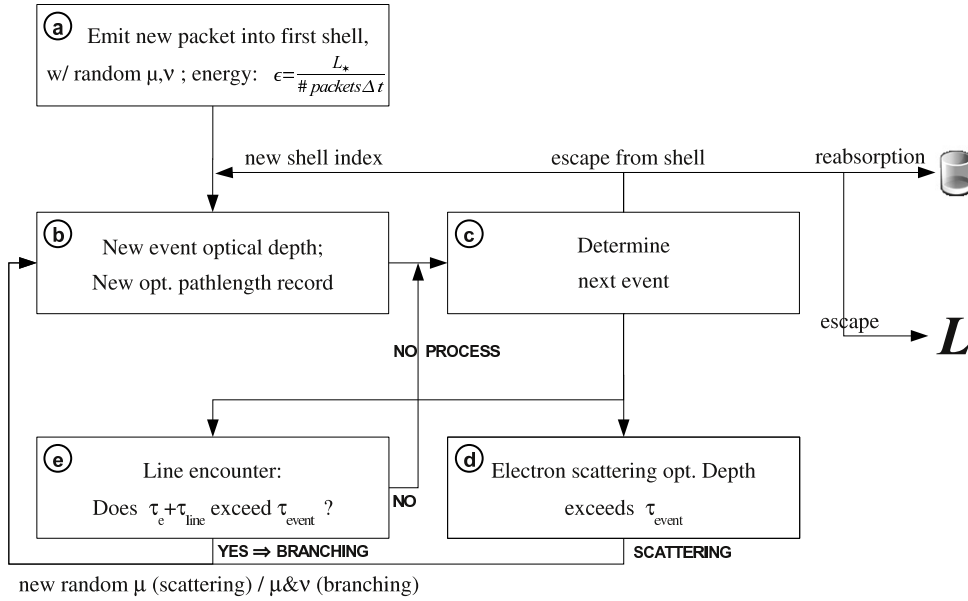 a
Emit new packet into first shell,
w/ random μ,ν ; energy: ϵ=L*/# packets Δt
new shell index
escape from shell
reabsorption
b
New event optical depth;
New opt. pathlength record
c
Determine
next event
escape
L
NO PROCESS
e
Line encounter:
Does τe+τline exceed τevent ?
NO
d
Electron scattering opt. Depth
exceeds τevent
YES ⇒ BRANCHING
SCATTERING
new random μ (scattering) / μ&ν (branching)